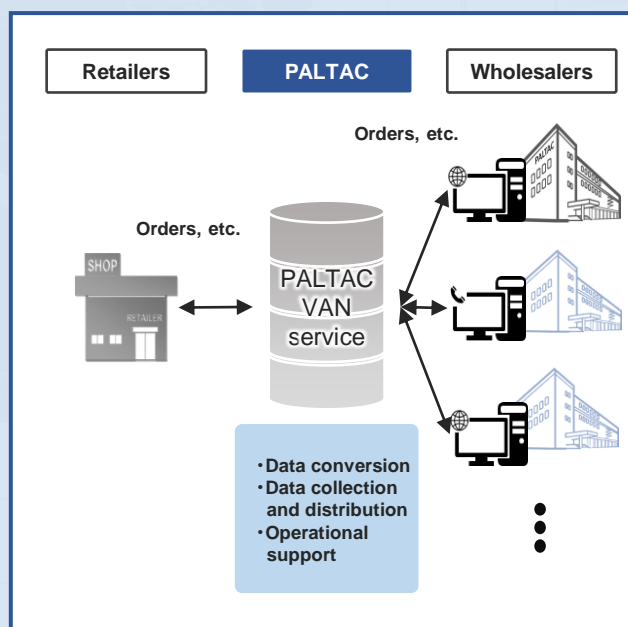 Retailers
PALTAC
Wholesalers
Orders, etc.
PALTAC
Orders, etc.
SHOP
RETAILER
PALTAC
VAN
service
・Data conversion
・Data collection
and distribution
・Operational
support